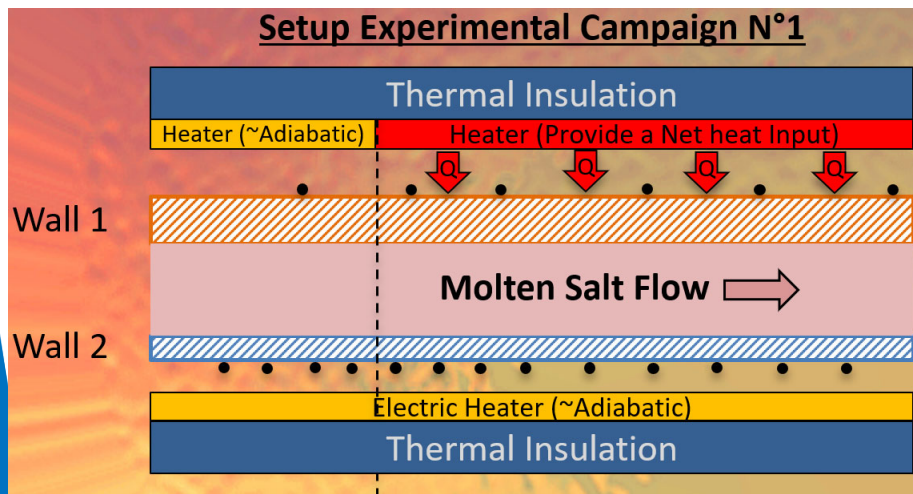 Setup Experimental Campaign N°1
Thermal Insulation
Heater (~Adiabatic)
Heater (Provide a Net heat Input)
Q Q Q Q
Wall 1
Molten Salt Flow
Wall 2
Electric Heater (~Adiabatic)
Thermal Insulation